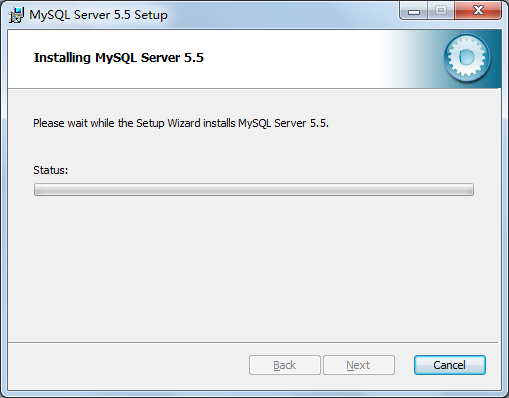 MySQL Server 5.5 Setup
Installing MySQL Server 5.5
Please wait while the Setup Wizard installs MySQL Server 5.5.
Status:
Back Next Cancel